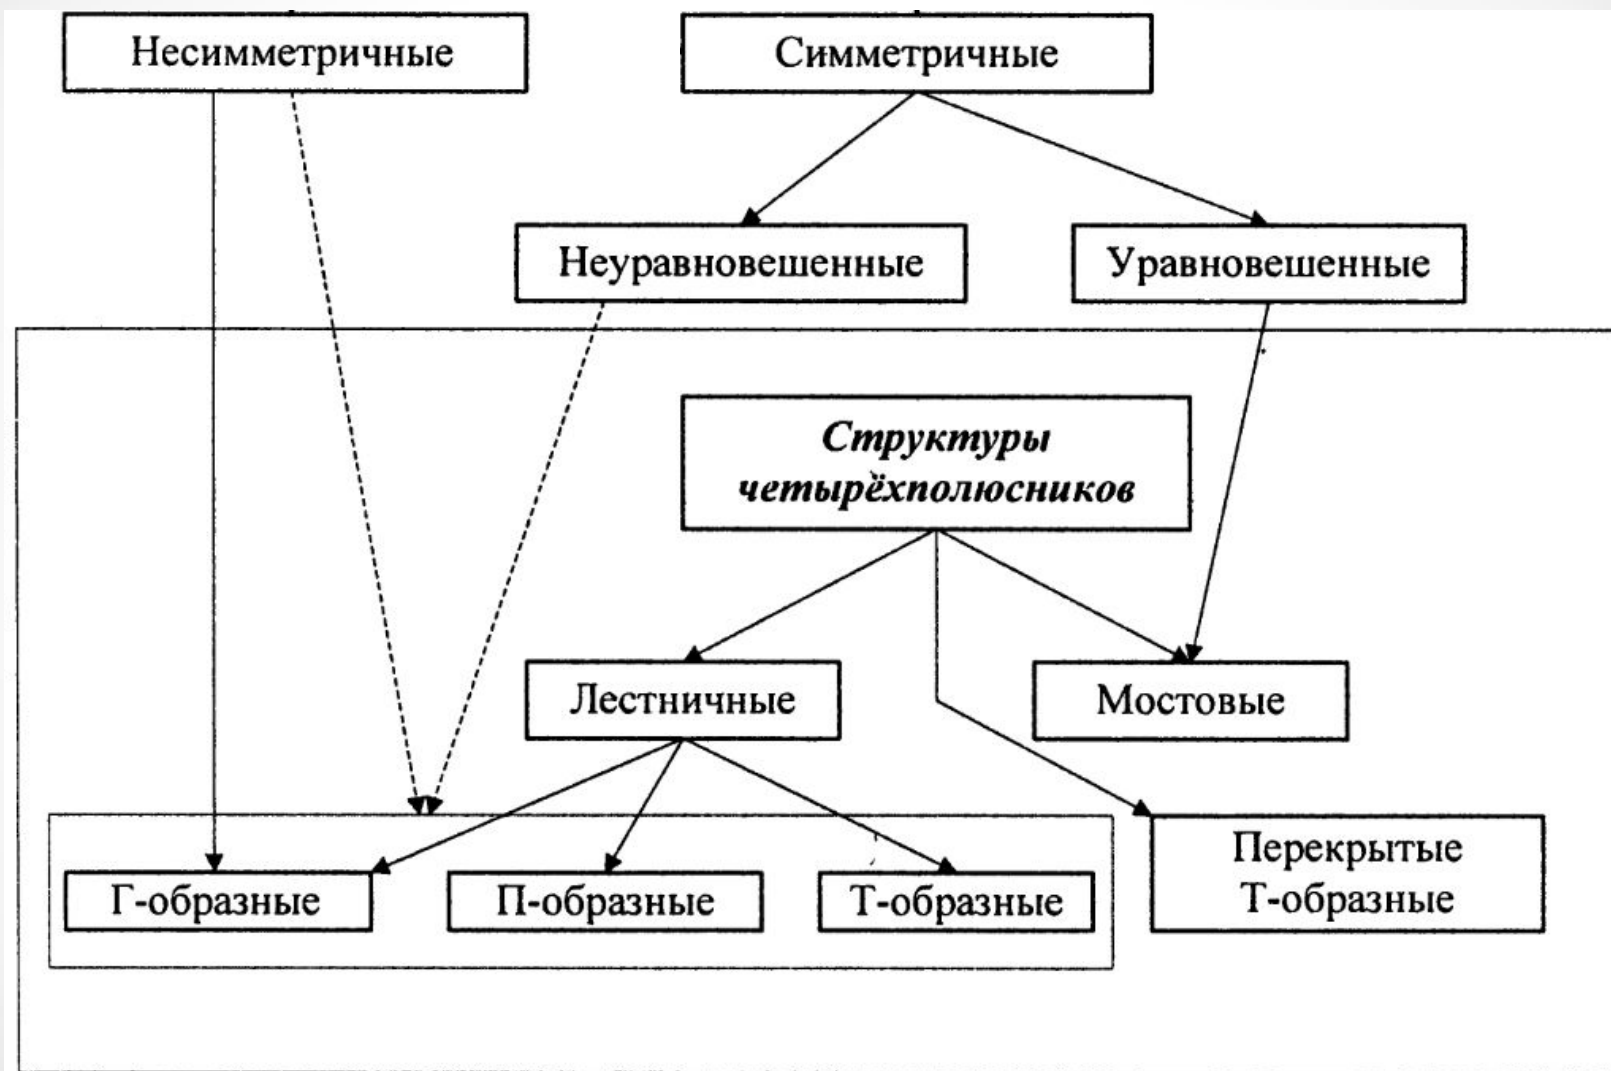 Несимметричные
Симметричные
Неуравновешенные
Уравновешенные
Структуры
четырёхполюсников
Лестничные
Мостовые
Г-образные
П-образные
Т-образные
Перекрытые
Т-образные